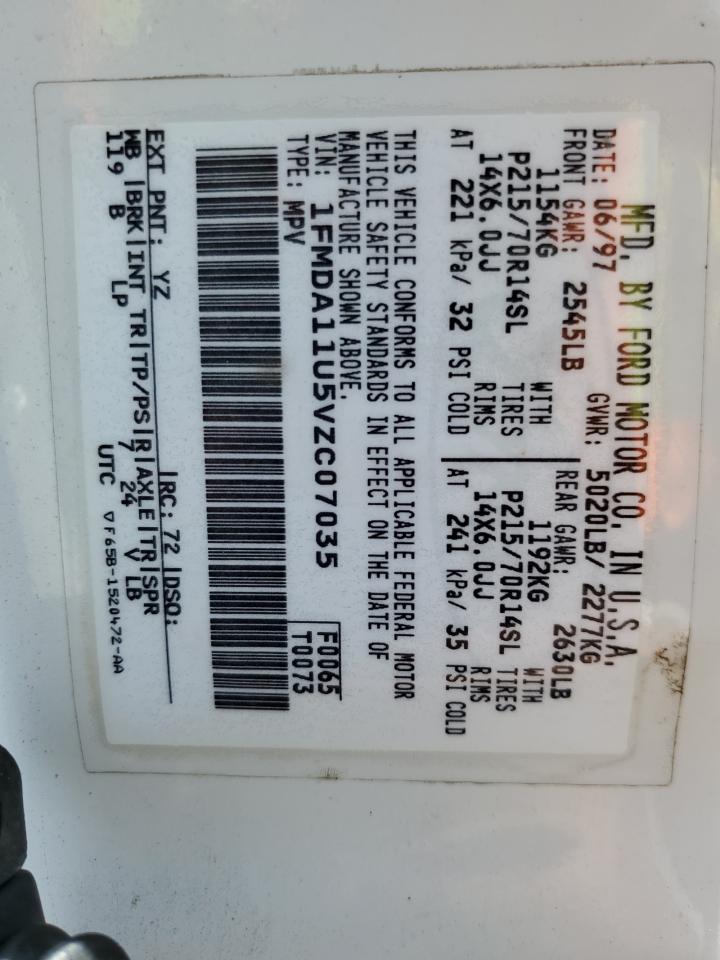 MFD. BY FORD MOTOR CO. IN U.S.A.
DATE: 06/97 GVWR: 5020LB/ 2277KG
FRONT GAWR: 2545LB REAR GAWR: 2630LB
1154KG WITH 1192KG WITH
P215/70R14SL TIRES P215/70R14SL TIRES
14X6.0JJ RIMS 14X6.0JJ RIMS
AT 221 kPa/ 32 PSI COLD AT 241 kPa/ 35 PSI COLD
THIS VEHICLE CONFORMS TO ALL APPLICABLE FEDERAL MOTOR
VEHICLE SAFETY STANDARDS IN EFFECT ON THE DATE OF
MANUFACTURE SHOWN ABOVE.
VIN: 1FMDA11U5VZC07035 F0065
TYPE: MPV T0073
EXT PNT: YZ RC: 72 DSO:
WB BRK INT TR TP/PS R AXLE TR SPR
119 B LP 7 24 V LB
UTC ▽F65B-1520472-AA